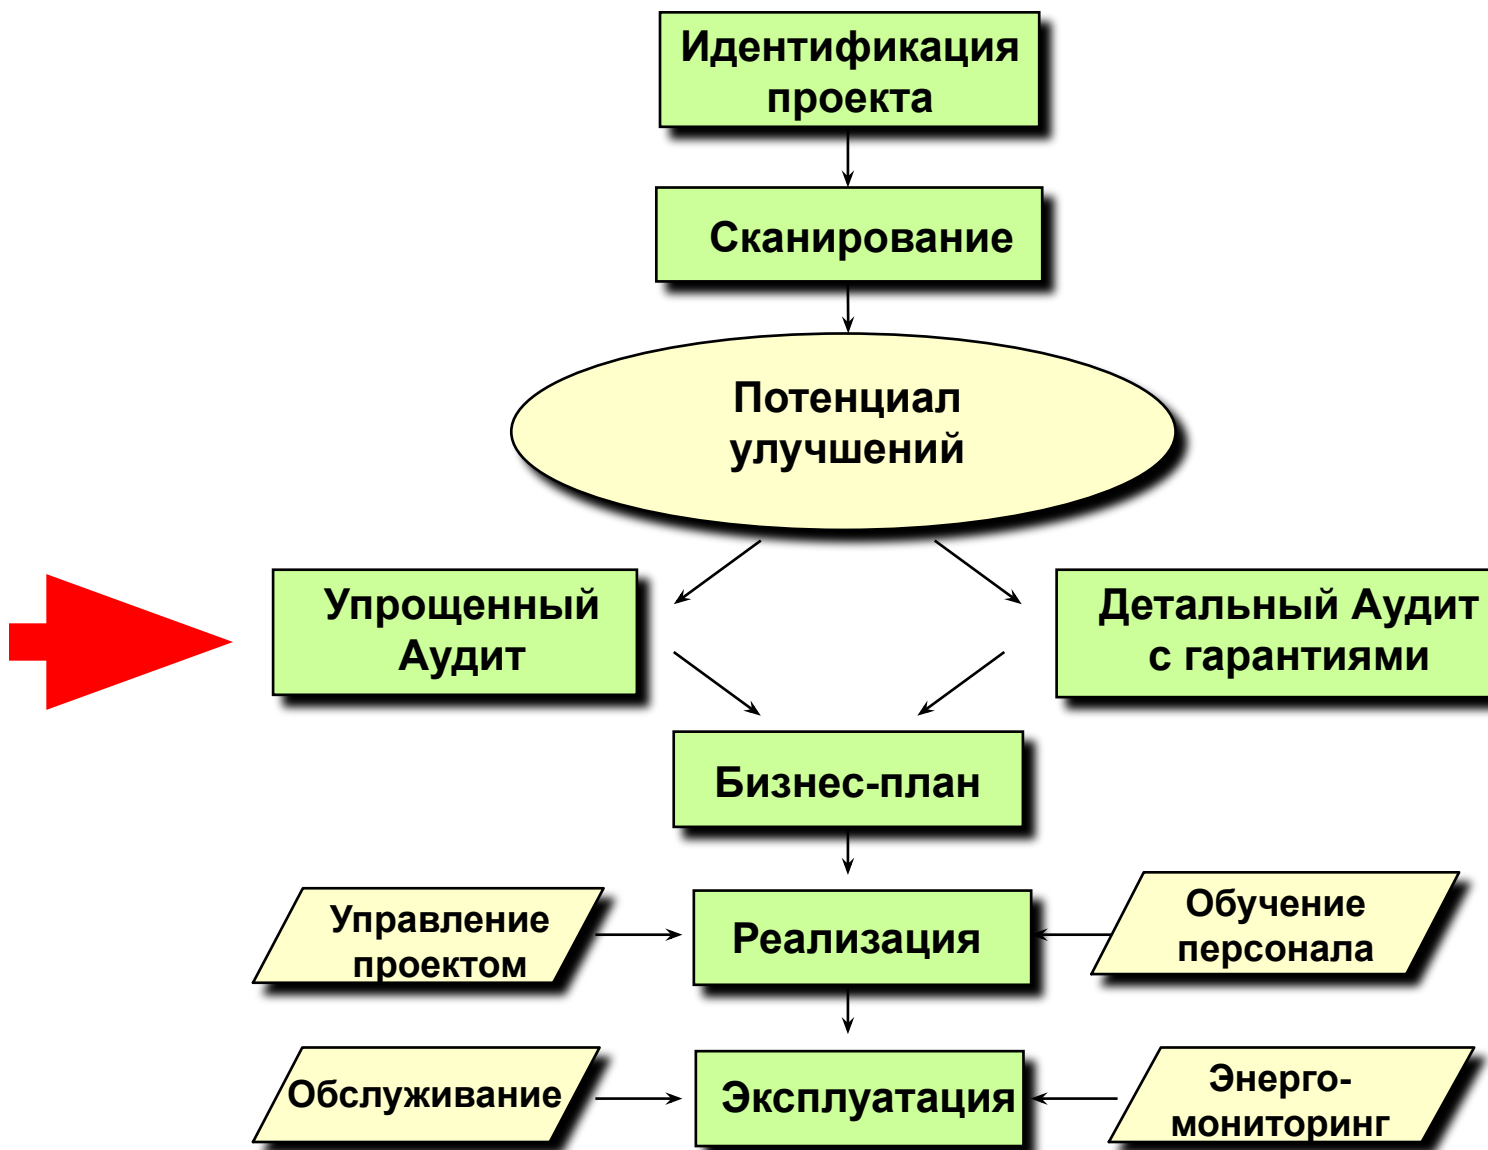 Идентификация
проекта
Сканирование
Потенциал
улучшений
Упрощенный
Аудит
Детальный Аудит
с гарантиями
Бизнес-план
Управление
проектом
Реализация
Обучение
персонала
Обслуживание
Эксплуатация
Энерго-
мониторинг